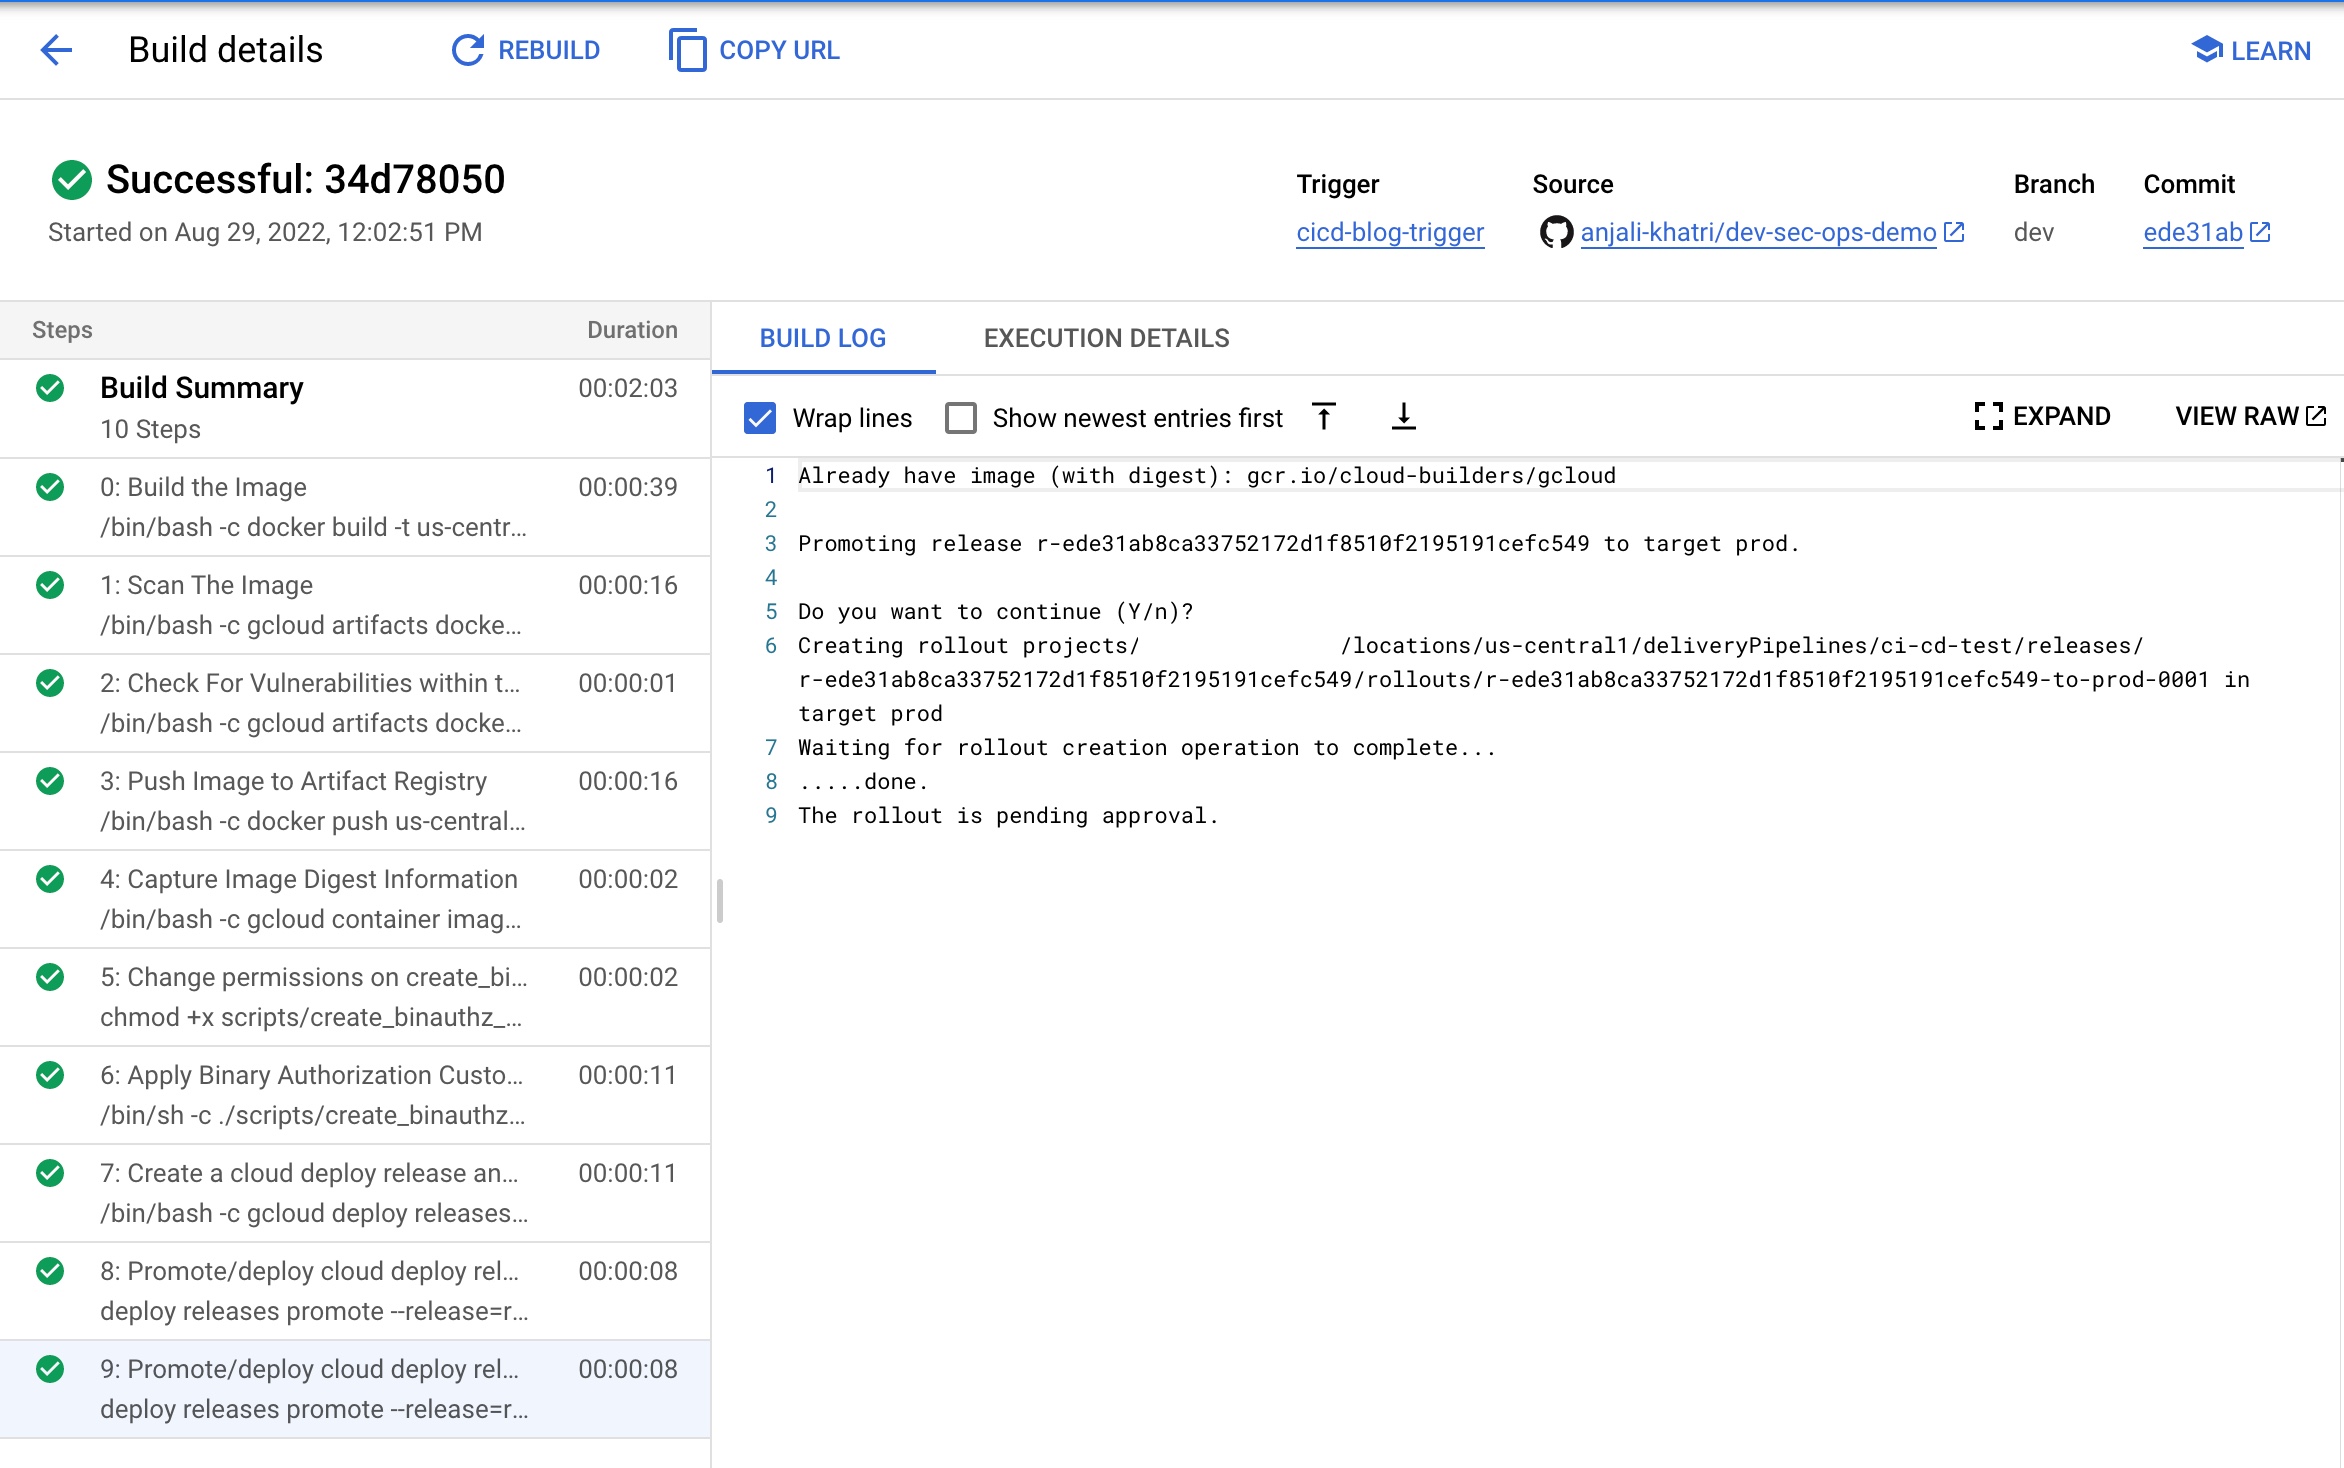 Build details
REBUILD
COPY URL
LEARN
Successful: 34d78050
Started on Aug 29, 2022, 12:02:51 PM
Trigger
cicd-blog-trigger
Source
anjali-khatri/dev-sec-ops-demo
Branch
dev
Commit
ede31ab
Steps Duration
Build Summary 00:02:03
10 Steps
0: Build the Image 00:00:39
/bin/bash -c docker build -t us-centr...
1: Scan The Image 00:00:16
/bin/bash -c gcloud artifacts docke...
2: Check For Vulnerabilities within t... 00:00:01
/bin/bash -c gcloud artifacts docke...
3: Push Image to Artifact Registry 00:00:16
/bin/bash -c docker push us-central...
4: Capture Image Digest Information 00:00:02
/bin/bash -c gcloud container imag...
5: Change permissions on create_bi... 00:00:02
chmod +x scripts/create_binauthz_...
6: Apply Binary Authorization Custo... 00:00:11
/bin/sh -c ./scripts/create_binauthz...
7: Create a cloud deploy release an... 00:00:11
/bin/bash -c gcloud deploy releases...
8: Promote/deploy cloud deploy rel... 00:00:08
deploy releases promote --release=r...
9: Promote/deploy cloud deploy rel... 00:00:08
deploy releases promote --release=r...
BUILD LOG
EXECUTION DETAILS
Wrap lines
Show newest entries first
EXPAND
VIEW RAW
1 Already have image (with digest): gcr.io/cloud-builders/gcloud
2
3 Promoting release r-ede31ab8ca33752172d1f8510f2195191cefc549 to target prod.
4
5 Do you want to continue (Y/n)?
6 Creating rollout projects/ /locations/us-central1/deliveryPipelines/ci-cd-test/releases/
r-ede31ab8ca33752172d1f8510f2195191cefc549/rollouts/r-ede31ab8ca33752172d1f8510f2195191cefc549-to-prod-0001 in
target prod
7 Waiting for rollout creation operation to complete...
8 .....done.
9 The rollout is pending approval.